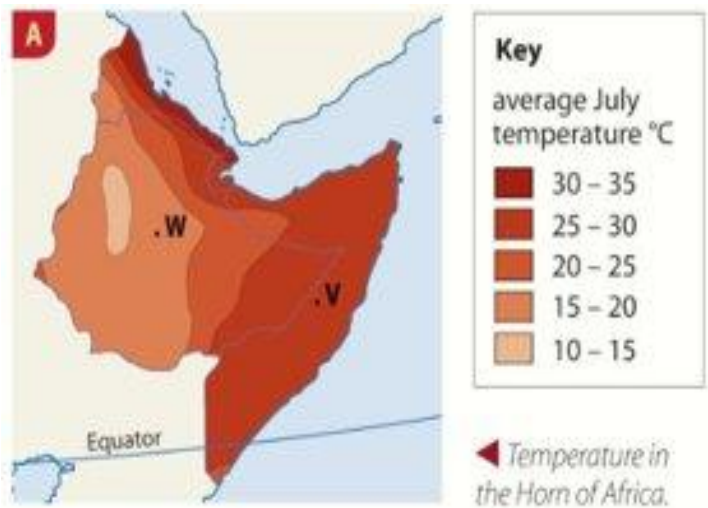 A
.W
.V
Equator
Key
average July
temperature °C
30 – 35
25 – 30
20 – 25
15 – 20
10 – 15
◀ Temperature in
the Horn of Africa.